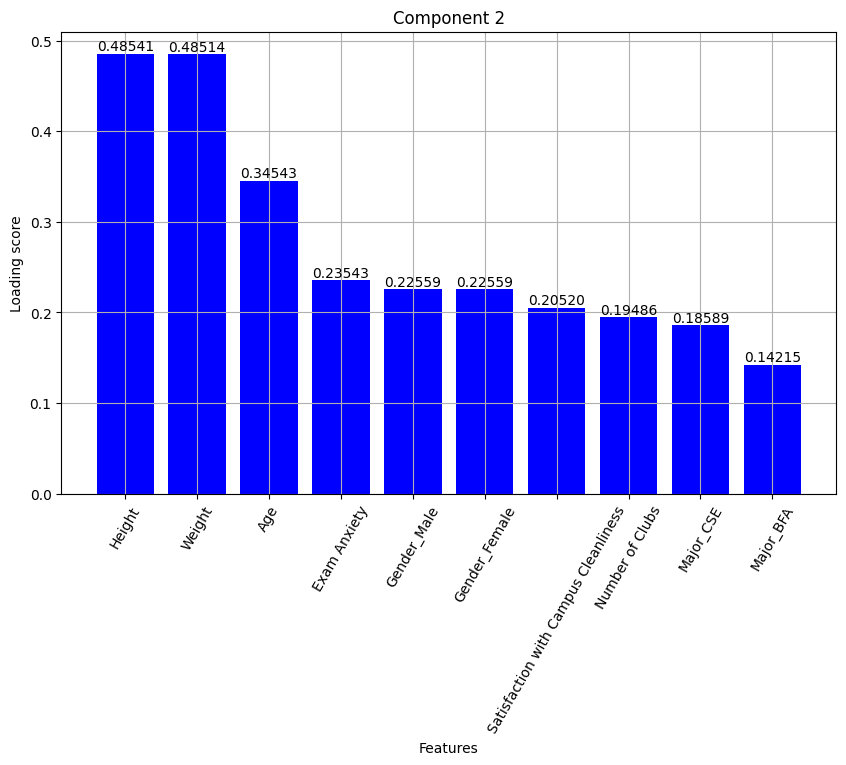 Component 2
Loading score
0.5
0.4
0.3
0.2
0.1
0.0
0.48541
0.48514
0.34543
0.23543
0.22559
0.22559
0.20520
0.19486
0.18589
0.14215
Height
Weight
Age
Exam Anxiety
Gender_Male
Gender_Female
Satisfaction with Campus Cleanliness
Number of Clubs
Major_CSE
Major_BFA
Features